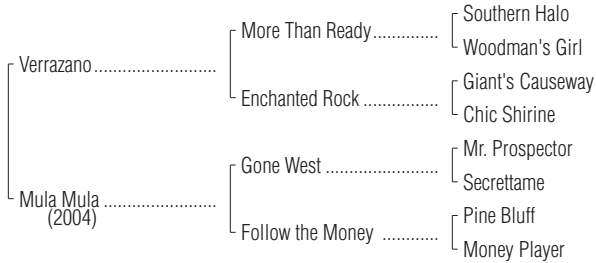 Southern Halo
More Than Ready..............
Woodman's Girl
Verrazano.........................
Giant's Causeway
Enchanted Rock ................
Chic Shirine
Mr. Prospector
Gone West .......................
Secrettame
Mula Mula .......................
(2004)
Pine Bluff
Follow the Money ............
Money Player